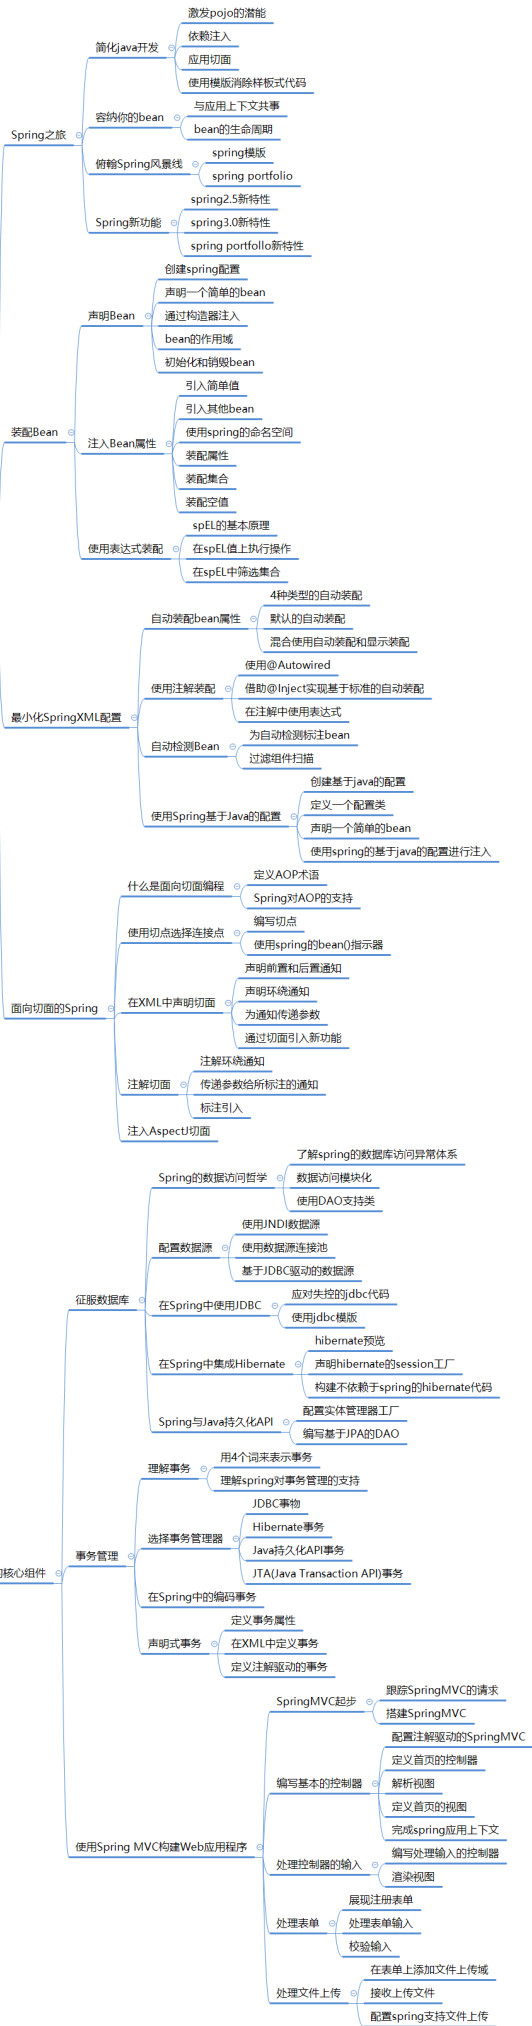 Spring之旅
简化java开发
激发pojo的潜能
依赖注入
应用切面
使用模版消除样板式代码
容纳你的bean
与应用上下文共事
bean的生命周期
俯翰Spring风景线
spring模版
spring portfolio
Spring新功能
spring2.5新特性
spring3.0新特性
spring portfollo新特性
装配Bean
声明Bean
创建spring配置
声明一个简单的bean
通过构造器注入
bean的作用域
初始化和销毁bean
注入Bean属性
引入简单值
引入其他bean
使用spring的命名空间
装配属性
装配集合
装配空值
使用表达式装配
spEL的基本原理
在spEL值上执行操作
在spEL中筛选集合
最小化SpringXML配置
自动装配bean属性
4种类型的自动装配
默认的自动装配
混合使用自动装配和显示装配
使用注解装配
使用@Autowired
借助@Inject实现基于标准的自动装配
在注解中使用表达式
自动检测Bean
为自动检测标注bean
过滤组件扫描
使用Spring基于Java的配置
创建基于java的配置
定义一个配置类
声明一个简单的bean
使用spring的基于java的配置进行注入
面向切面的Spring
什么是面向切面编程
定义AOP术语
Spring对AOP的支持
使用切点选择连接点
编写切点
使用spring的bean()指示器
在XML中声明切面
声明前置和后置通知
声明环绕通知
为通知传递参数
通过切面引入新功能
注解切面
注解环绕通知
传递参数给所标注的通知
标注引入
注入AspectJ切面
的核心组件
征服数据库
Spring的数据访问哲学
了解spring的数据库访问异常体系
数据访问模块化
使用DAO支持类
配置数据源
使用JNDI数据源
使用数据源连接池
基于JDBC驱动的数据源
在Spring中使用JDBC
应对失控的jdbc代码
使用jdbc模版
在Spring中集成Hibernate
hibernate预览
声明hibernate的session工厂
构建不依赖于spring的hibernate代码
Spring与Java持久化API
配置实体管理器工厂
编写基于JPA的DAO
事务管理
理解事务
用4个词来表示事务
理解spring对事务管理的支持
选择事务管理器
JDBC事物
Hibernate事务
Java持久化API事务
JTA(Java Transaction API)事务
在Spring中的编码事务
声明式事务
定义事务属性
在XML中定义事务
定义注解驱动的事务
使用Spring MVC构建Web应用程序
SpringMVC起步
跟踪SpringMVC的请求
搭建SpringMVC
编写基本的控制器
配置注解驱动的SpringMVC
定义首页的控制器
解析视图
定义首页的视图
完成spring应用上下文
处理控制器的输入
编写处理输入的控制器
渲染视图
处理表单
展现注册表单
处理表单输入
校验输入
处理文件上传
在表单上添加文件上传域
接收上传文件
配置spring支持文件上传